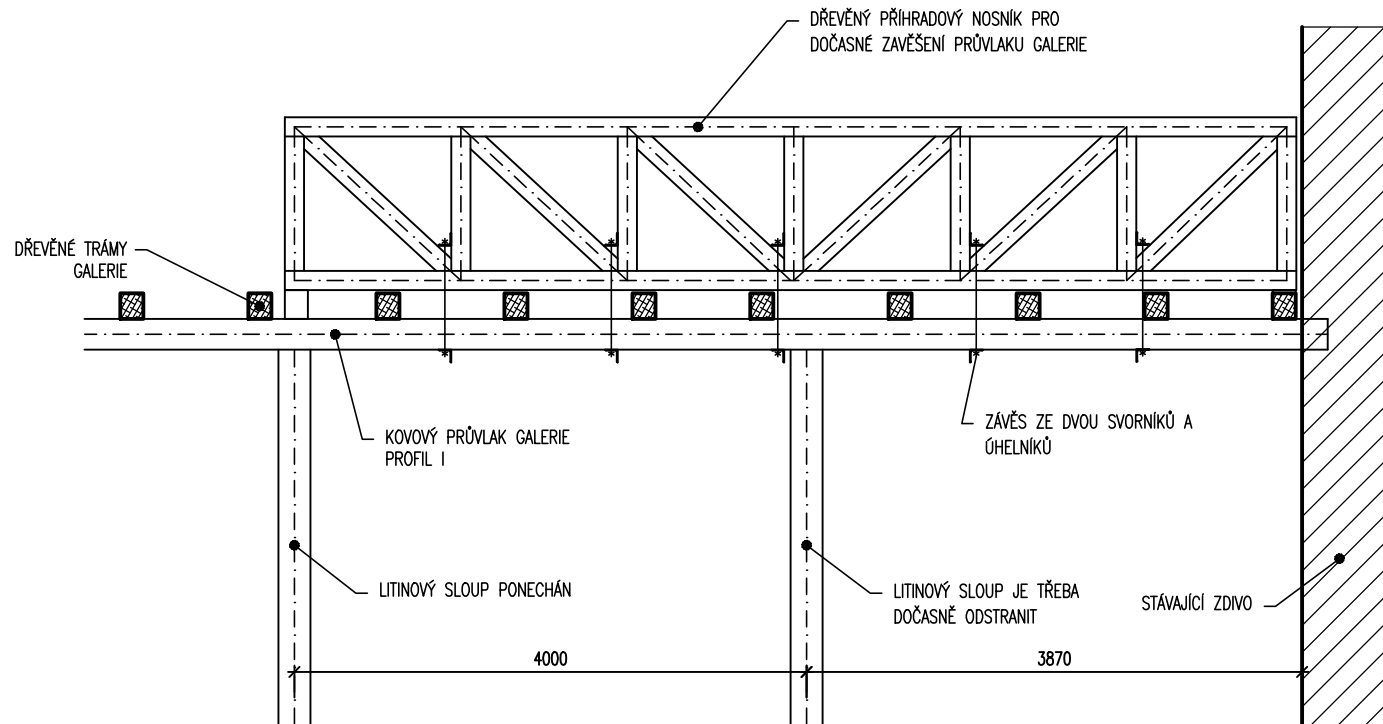 DŘEVĚNÝ PŘÍHRADOVÝ NOSNÍK PRO
DOČASNÉ ZAVĚŠENÍ PRŮVLAKU GALERIE
DŘEVĚNÉ TRÁMY
GALERIE
KOVOVÝ PRŮVLAK GALERIE
PROFIL I
ZÁVĚS ZE DVOU SVORNÍKŮ A
ÚHELNÍKŮ
LITINOVÝ SLOUP PONECHÁN
LITINOVÝ SLOUP JE TŘEBA
DOČASNĚ ODSTRANIT
STÁVAJÍCÍ ZDIVO
4000
3870